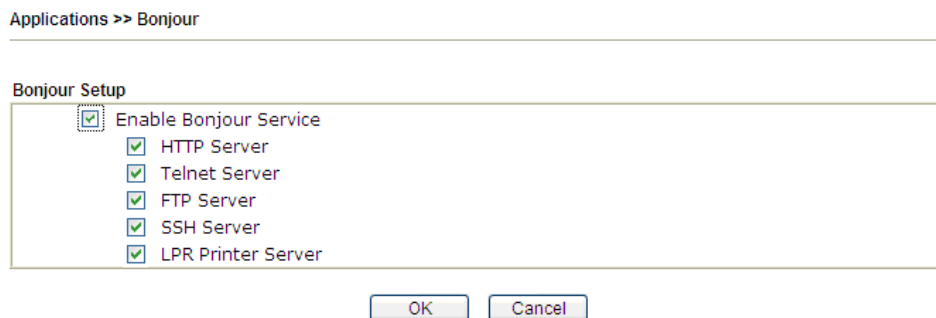 Applications >> Bonjour
Bonjour Setup
Enable Bonjour Service
HTTP Server
Telnet Server
FTP Server
SSH Server
LPR Printer Server
OK Cancel